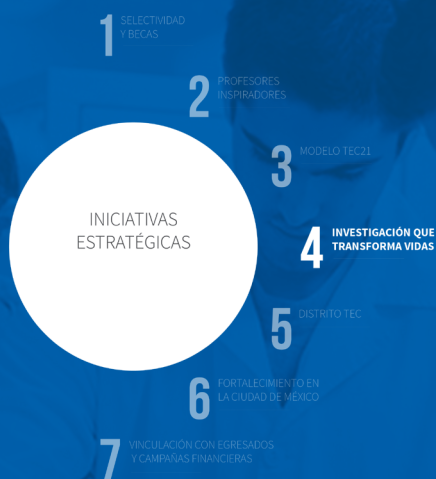 1 SELECTIVIDAD
Y BECAS
2 PROFESORES
INSPIRADORES
3 MODELO TEC21
INICIATIVAS
ESTRATÉGICAS
4 INVESTIGACIÓN QUE
TRANSFORMA VIDAS
5 DISTRITO TEC
6 FORTALECIMIENTO EN
LA CIUDAD DE MÉXICO
7 VINCULACIÓN CON EGRESADOS
Y CAMPAÑAS FINANCIERAS